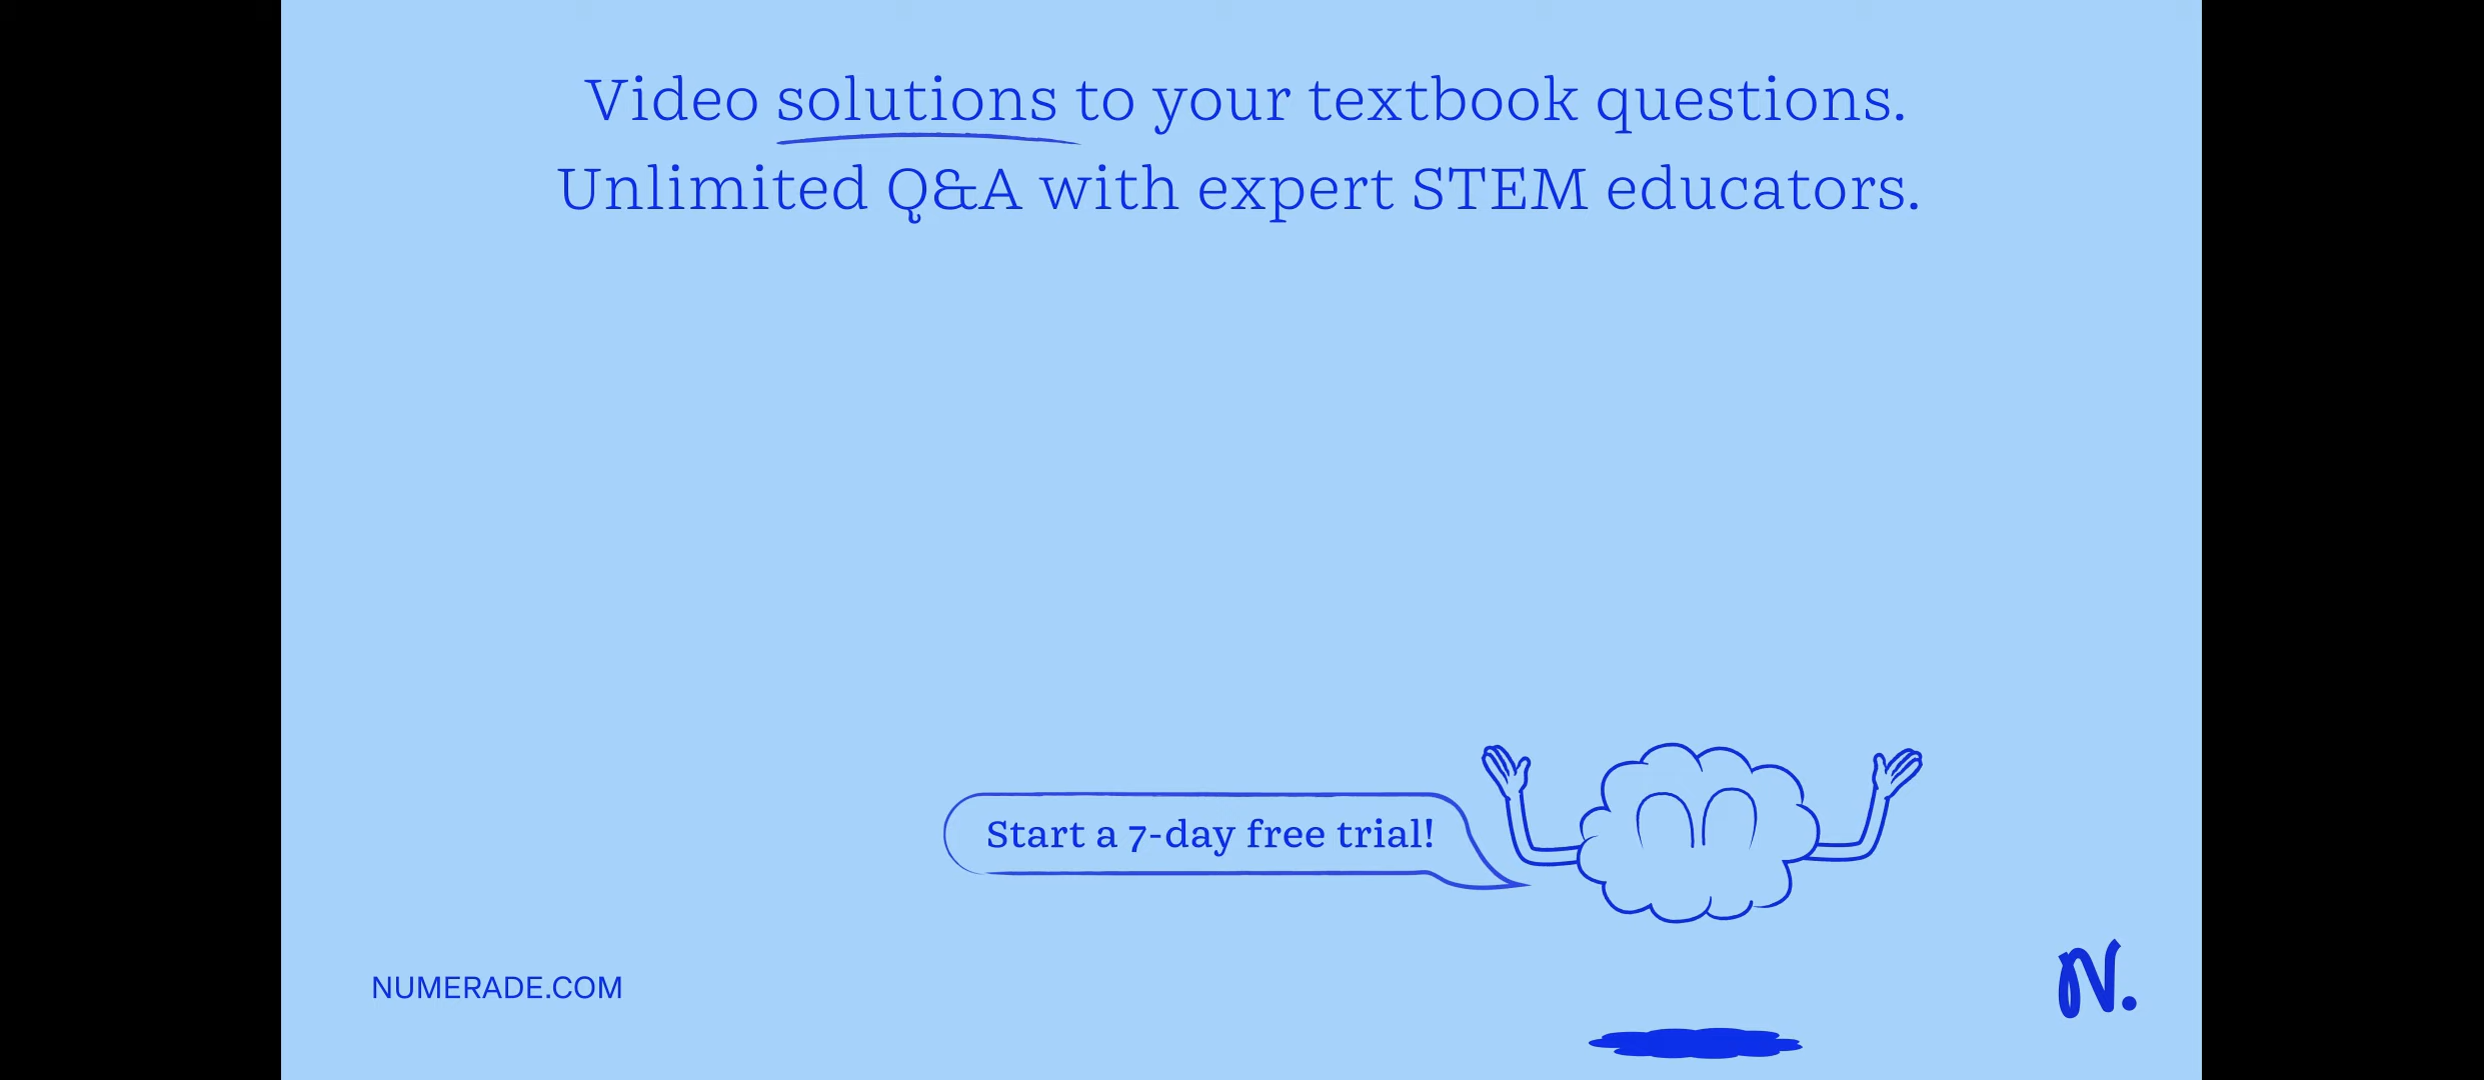 Video solutions to your textbook questions.
Unlimited Q&A with expert STEM educators.
Start a 7-day free trial!
NUMERADE.COM
N.